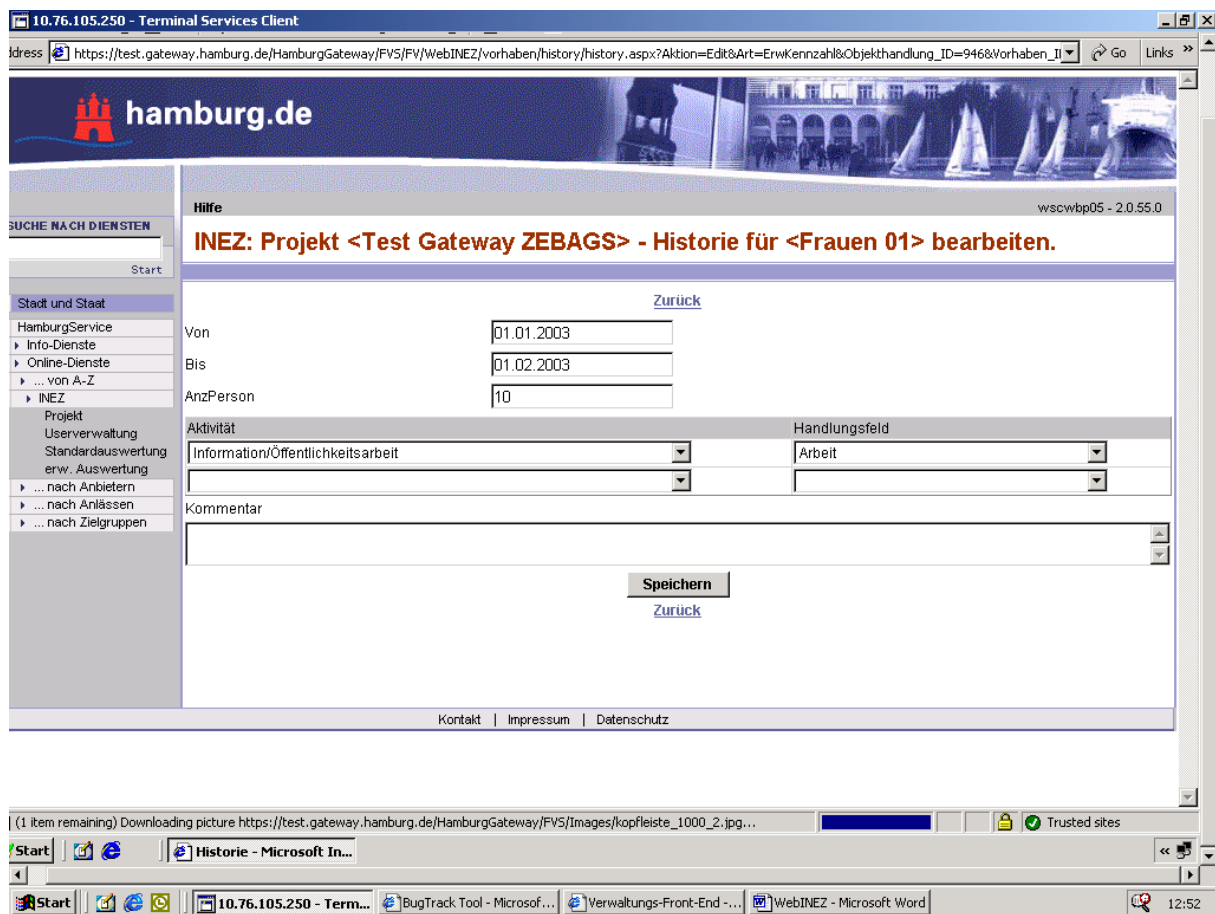 10.76.105.250 - Terminal Services Client
ddress https://test.gateway.hamburg.de/HamburgGateway/FVS/FV/WebINEZ/vorhaben/history/history.aspx?Aktion=Edit&Art=ErwKennzahl&Objekthandlung_ID=946&Vorhaben_I Go Links »
hamburg.de
Hilfe wscwbp05 - 2.0.55.0
SUCHE NACH DIENSTEN
INEZ: Projekt <Test Gateway ZEBAGS> - Historie für <Frauen 01> bearbeiten.
Start
Stadt und Staat
HamburgService
Info-Dienste
Online-Dienste
... von A-Z
INEZ
Projekt
Userverwaltung
Standardauswertung
erw. Auswertung
... nach Anbietern
... nach Anlässen
... nach Zielgruppen
Zurück
Von 01.01.2003
Bis 01.02.2003
AnzPerson 10
Aktivität Handlungsfeld
Information/Öffentlichkeitsarbeit Arbeit
Kommentar
Speichern
Zurück
Kontakt | Impressum | Datenschutz
(1 item remaining) Downloading picture https://test.gateway.hamburg.de/HamburgGateway/FVS/Images/kopfleiste_1000_2.jpg... Trusted sites
Start Historie - Microsoft In... «
Start 10.76.105.250 - Term... BugTrack Tool - Microsof... Verwaltungs-Front-End -... WebINEZ - Microsoft Word 12:52